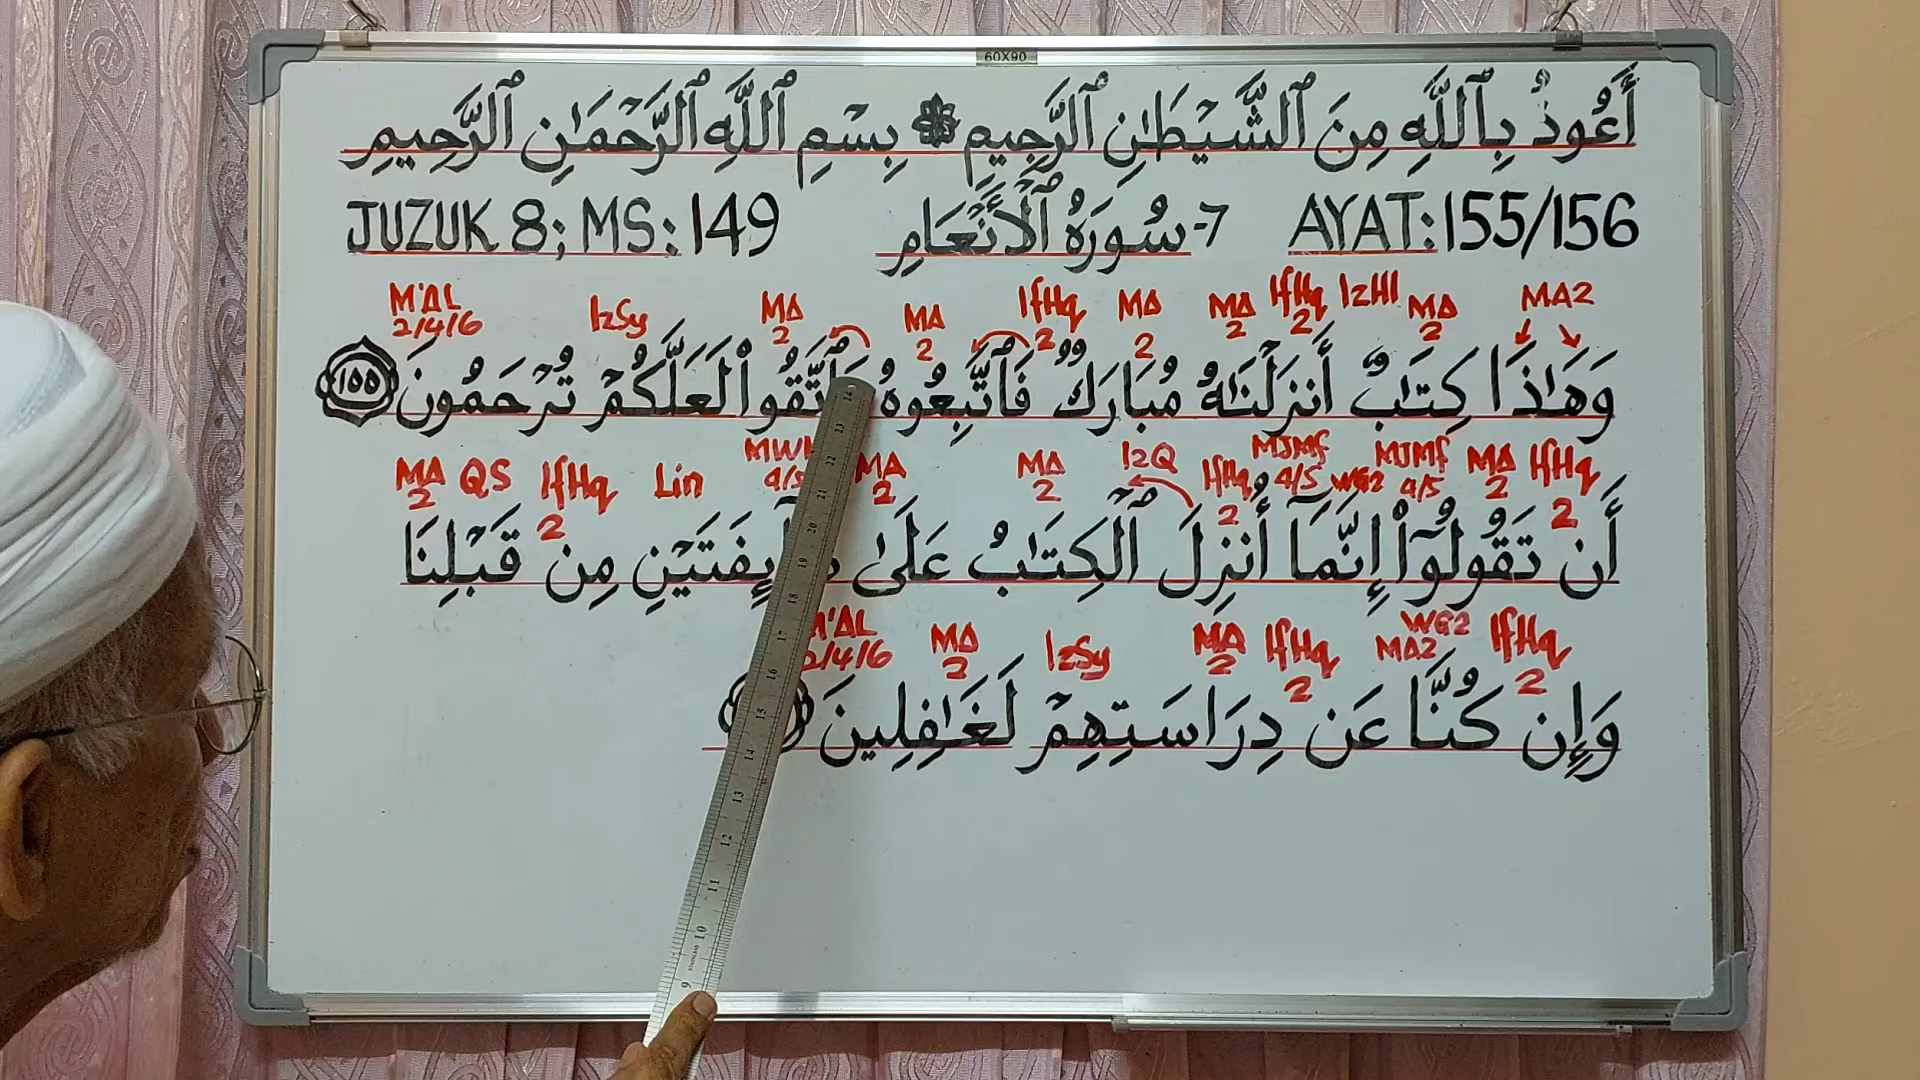 60X90
أَعُوذُ بِٱللَّهِ مِنَ ٱلشَّيْطَـٰنِ ٱلرَّجِيمِ ۞ بِسْمِ ٱللَّهِ ٱلرَّحْمَـٰنِ ٱلرَّحِيمِ
JUZUK 8; MS: 149 7- سُورَةُ ٱلْأَنْعَامِ AYAT: 155/156
M'AL 2/4/6 IzSy MA 2 MA 2 IfHq 2 MA 2 MA 2 IfHq 2 IzHl MA 2 MA2
وَهَـٰذَا كِتَـٰبٌ أَنزَلْنَـٰهُ مُبَارَكٌ فَٱتَّبِعُوهُ وَٱتَّقُوا۟ لَعَلَّكُمْ تُرْحَمُونَ ١٥٥
MA 2 QS IfHq 2 Lin MA 2 MA 2 IzQ IfHq 2 MJMf 4/5 WG2 MJMf 4/5 MA 2 IfHq 2
أَن تَقُولُوٓا۟ إِنَّمَآ أُنزِلَ ٱلْكِتَـٰبُ عَلَىٰ مِن قَبْلِنَا
M'AL 2/4/6 MA 2 IzSy MA 2 IfHq 2 MA2 WG2 IfHq 2
وَإِن كُنَّا عَن دِرَاسَتِهِمْ لَغَـٰفِلِينَ